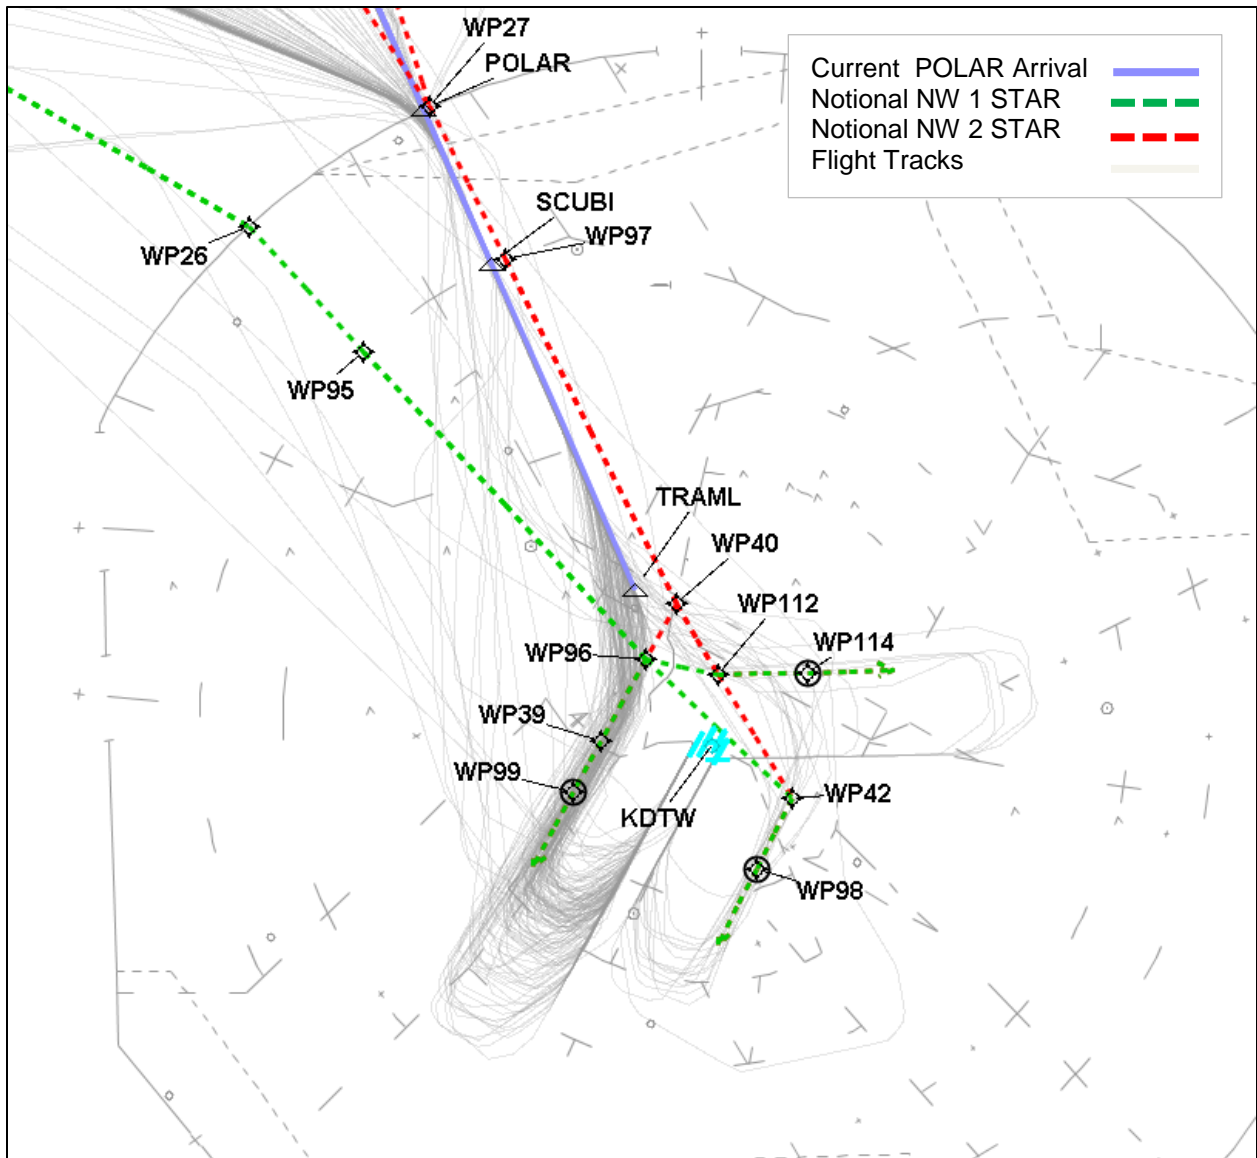 WP27
POLAR
Current POLAR Arrival
Notional NW 1 STAR
Notional NW 2 STAR
Flight Tracks
SCUBI
WP97
WP26
WP95
TRAML
WP40
WP112
WP114
WP96
WP39
WP99
KDTW
WP42
WP98